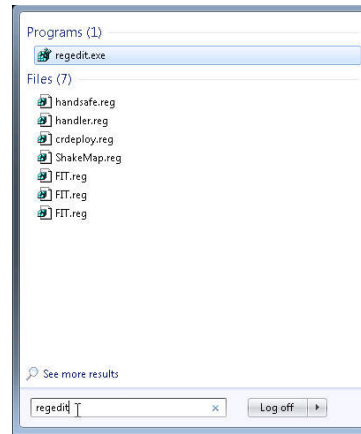 Programs (1)
regedit.exe
Files (7)
handsafe.reg
handler.reg
crdeploy.reg
ShakeMap.reg
FIT.reg
FIT.reg
FIT.reg
See more results
regedit
Log off